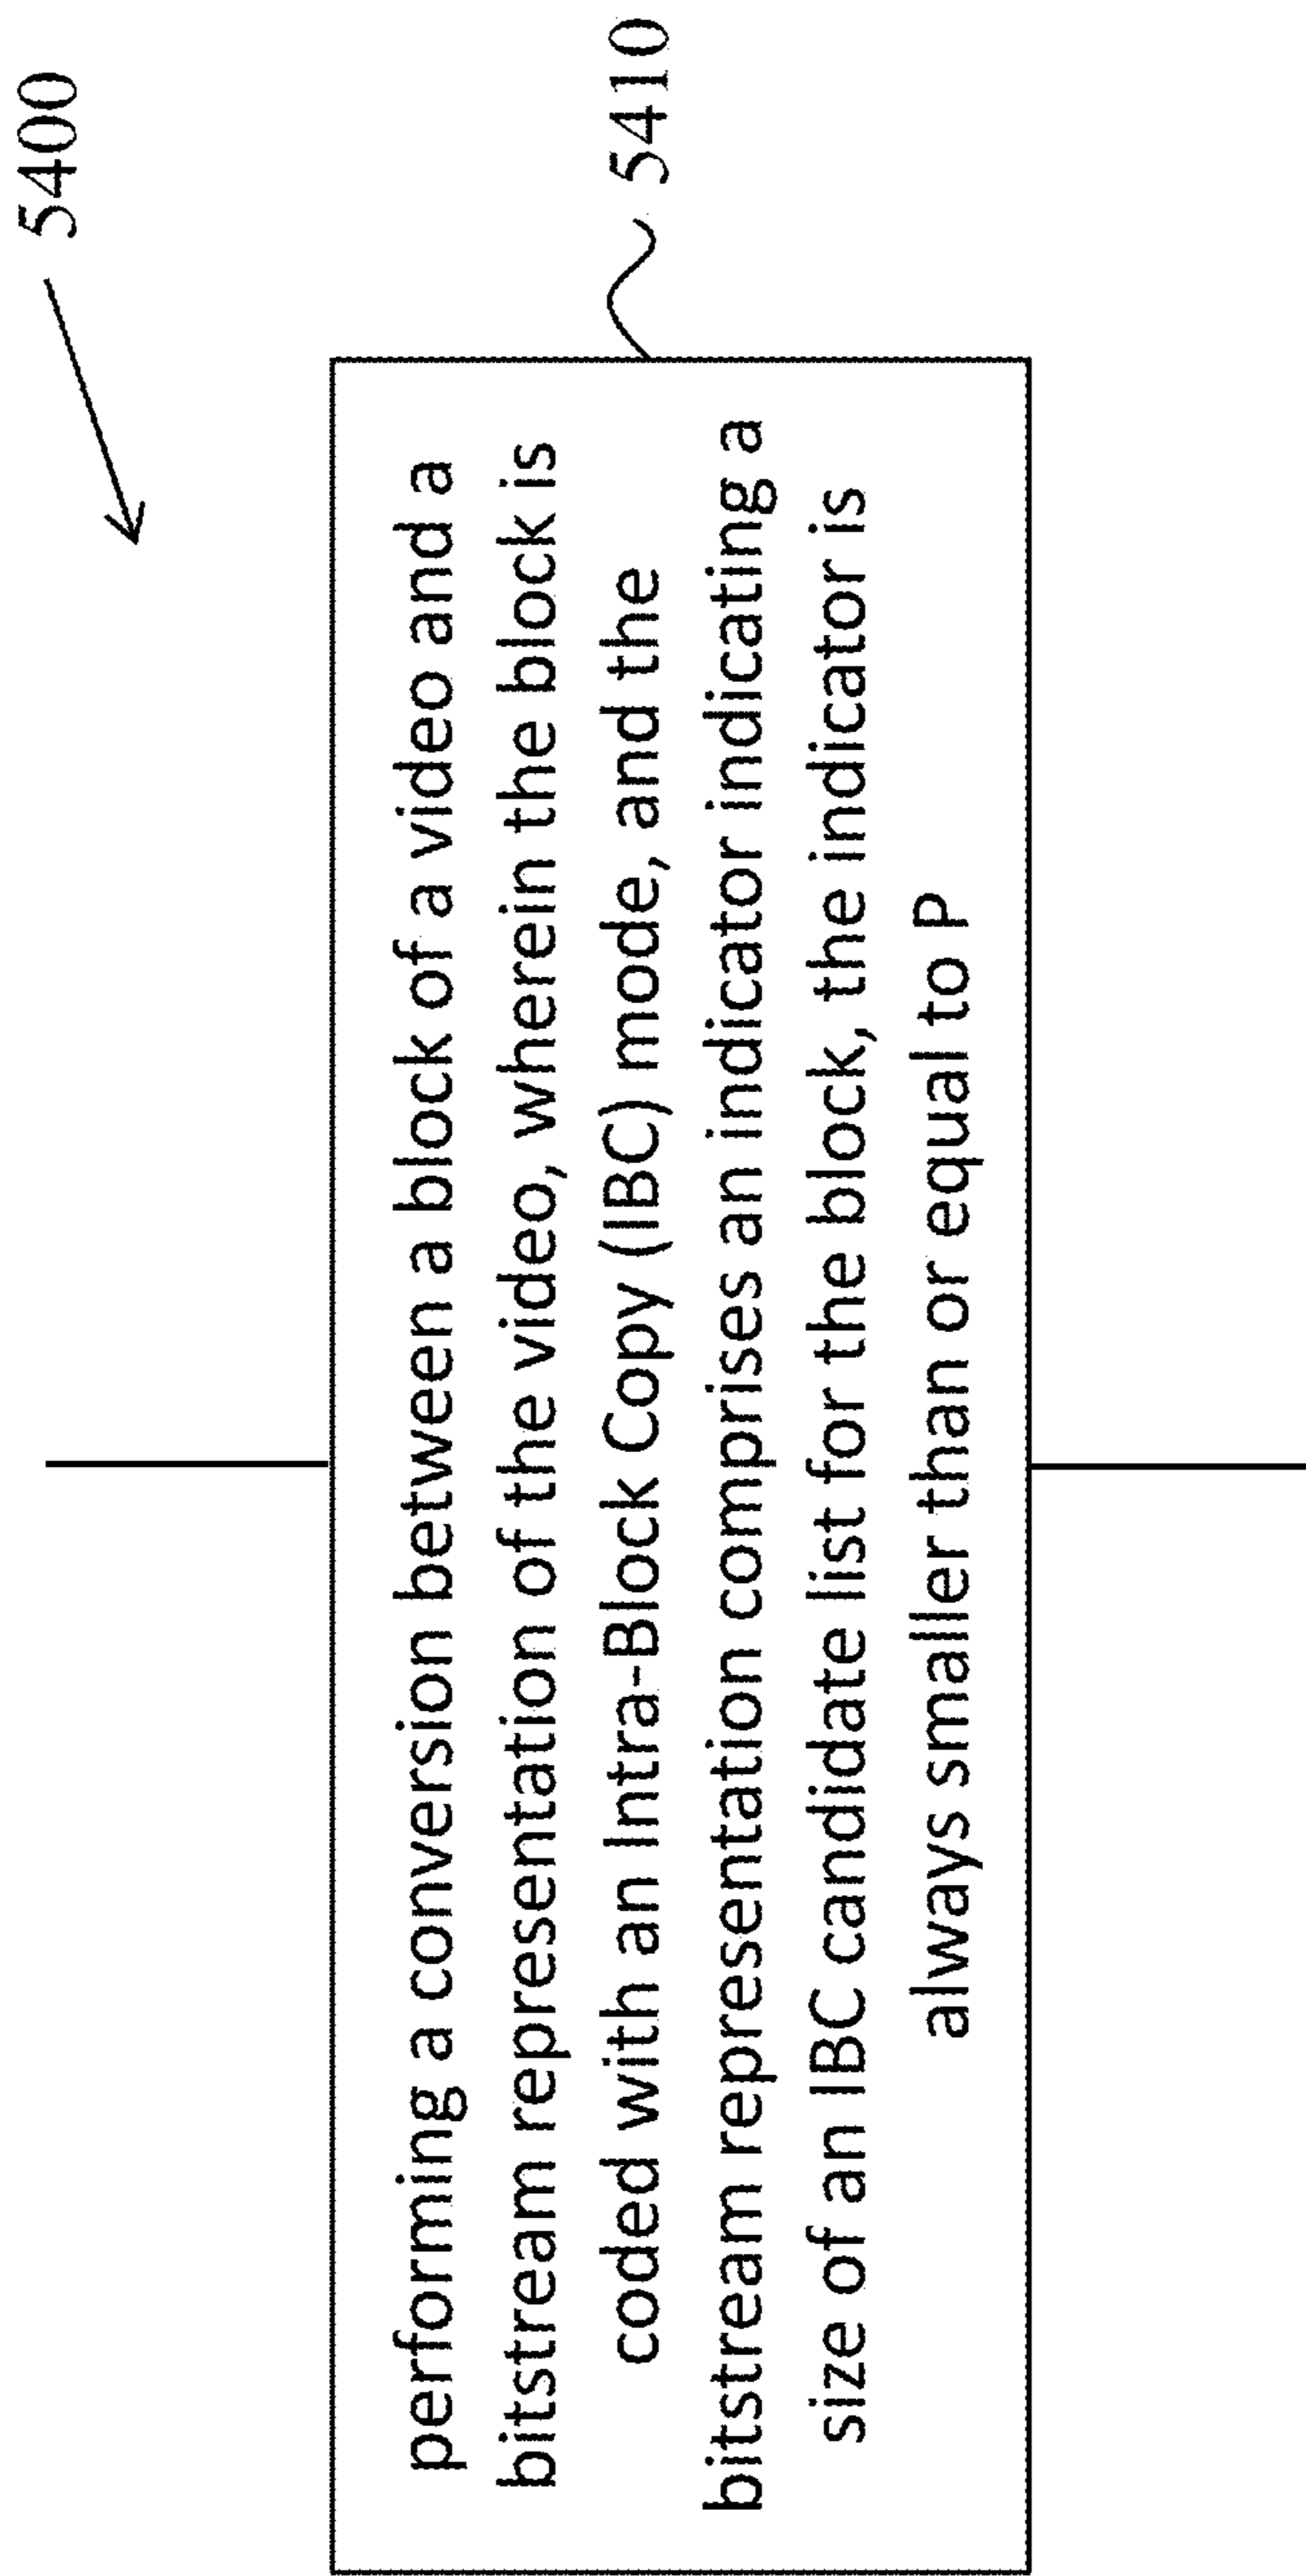 5400
5410
performing a conversion between a block of a video and a
bitstream representation of the video, wherein the block is
coded with an Intra-Block Copy (IBC) mode, and the
bitstream representation comprises an indicator indicating a
size of an IBC candidate list for the block, the indicator is
always smaller than or equal to P